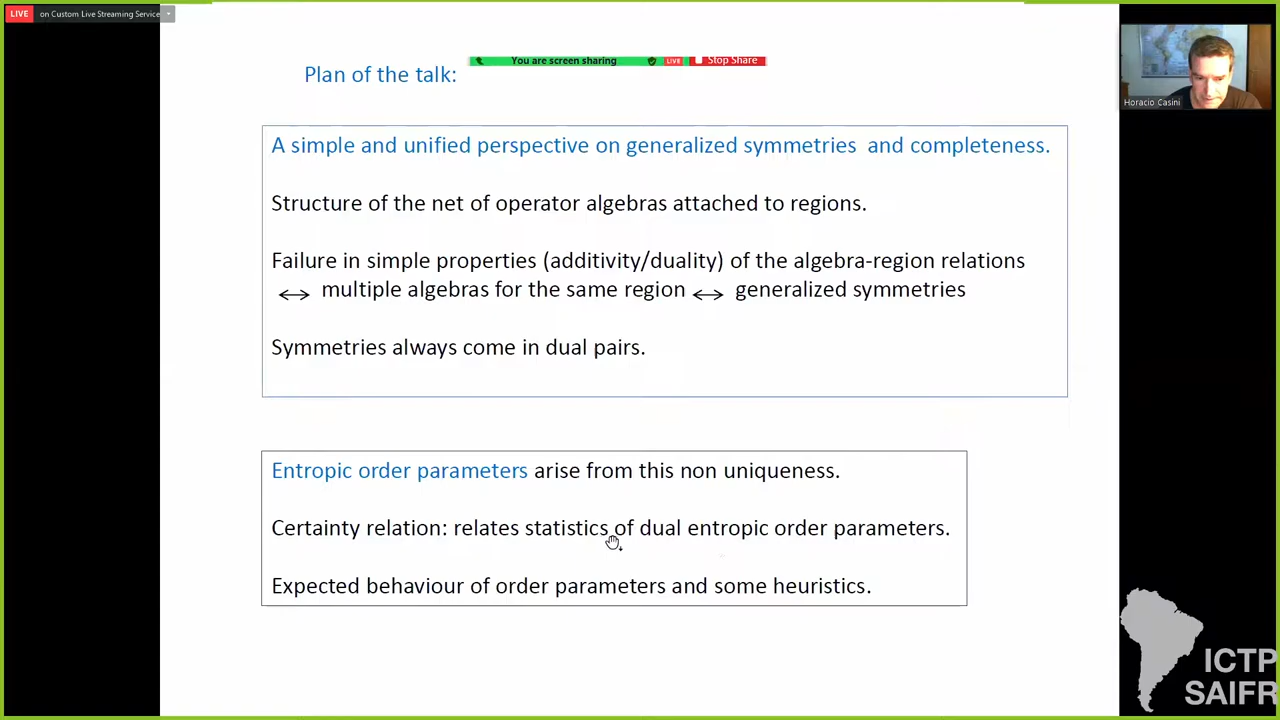 LIVE on Custom Live Streaming Service
You are screen sharing LIVE Stop Share
Plan of the talk:
Horacio Casini
A simple and unified perspective on generalized symmetries and completeness.
Structure of the net of operator algebras attached to regions.
Failure in simple properties (additivity/duality) of the algebra-region relations
↔ multiple algebras for the same region ↔ generalized symmetries
Symmetries always come in dual pairs.
Entropic order parameters arise from this non uniqueness.
Certainty relation: relates statistics of dual entropic order parameters.
Expected behaviour of order parameters and some heuristics.
ICTP
SAIFR